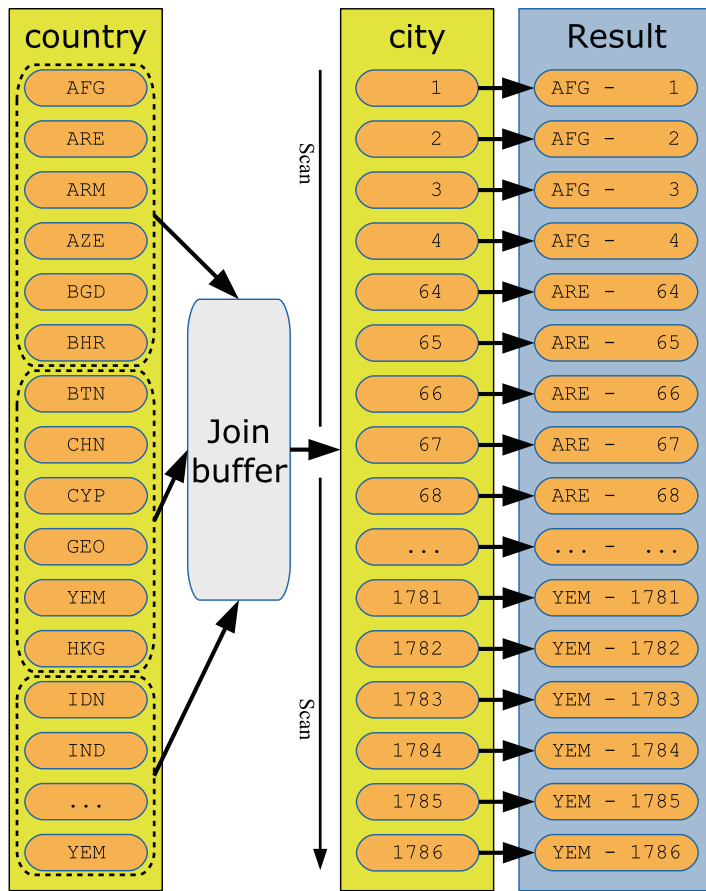 country
AFG
ARE
ARM
AZE
BGD
BHR
BTN
CHN
CYP
GEO
YEM
HKG
IDN
IND
...
YEM
Join
buffer
Scan
Scan
city
1
2
3
4
64
65
66
67
68
...
1781
1782
1783
1784
1785
1786
Result
AFG - 1
AFG - 2
AFG - 3
AFG - 4
ARE - 64
ARE - 65
ARE - 66
ARE - 67
ARE - 68
... - ...
YEM - 1781
YEM - 1782
YEM - 1783
YEM - 1784
YEM - 1785
YEM - 1786